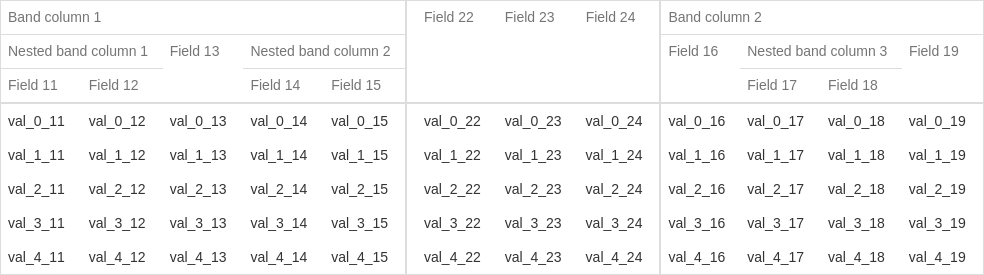 Band column 1 Field 22 Field 23 Field 24 Band column 2
Nested band column 1 Field 13 Nested band column 2 Field 16 Nested band column 3 Field 19
Field 11 Field 12 Field 14 Field 15 Field 17 Field 18
val_0_11 val_0_12 val_0_13 val_0_14 val_0_15 val_0_22 val_0_23 val_0_24 val_0_16 val_0_17 val_0_18 val_0_19
val_1_11 val_1_12 val_1_13 val_1_14 val_1_15 val_1_22 val_1_23 val_1_24 val_1_16 val_1_17 val_1_18 val_1_19
val_2_11 val_2_12 val_2_13 val_2_14 val_2_15 val_2_22 val_2_23 val_2_24 val_2_16 val_2_17 val_2_18 val_2_19
val_3_11 val_3_12 val_3_13 val_3_14 val_3_15 val_3_22 val_3_23 val_3_24 val_3_16 val_3_17 val_3_18 val_3_19
val_4_11 val_4_12 val_4_13 val_4_14 val_4_15 val_4_22 val_4_23 val_4_24 val_4_16 val_4_17 val_4_18 val_4_19